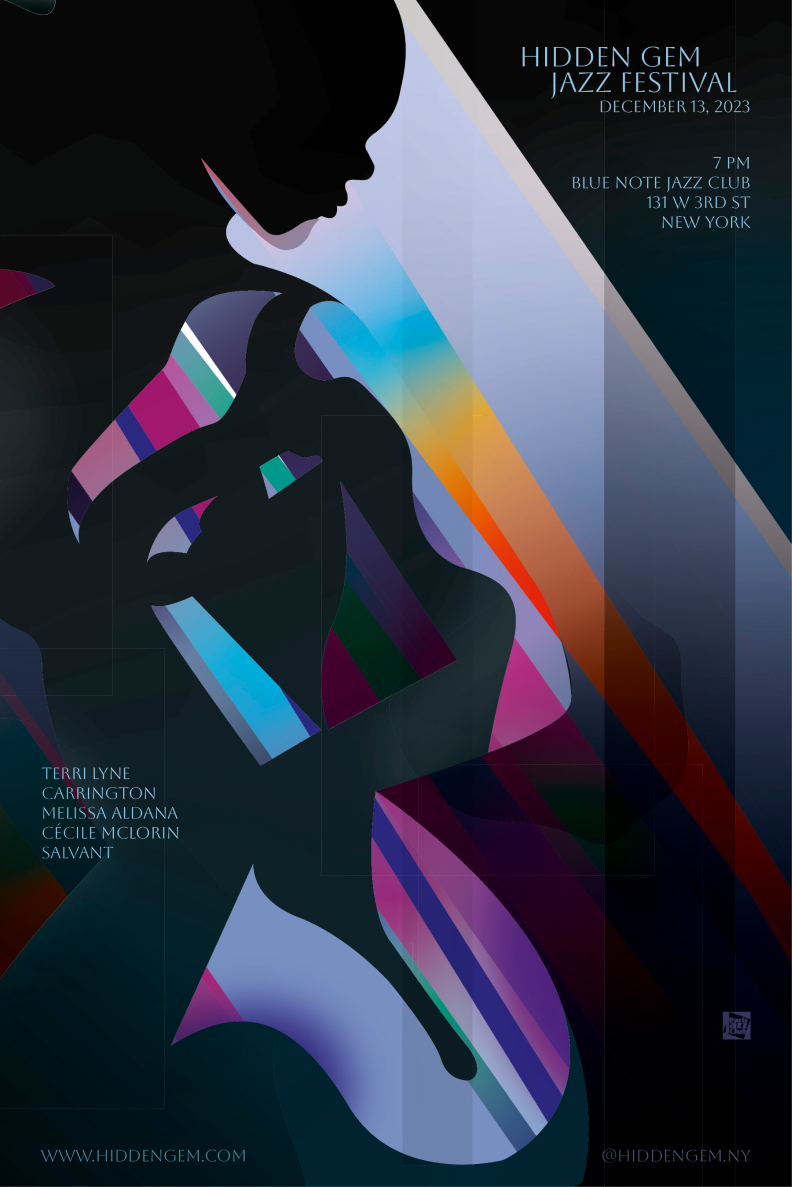 HIDDEN GEM
JAZZ FESTIVAL
DECEMBER 13, 2023
7 PM
BLUE NOTE JAZZ CLUB
131 W 3RD ST
NEW YORK
TERRI LYNE
CARRINGTON
MELISSA ALDANA
CÉCILE MCLORIN
SALVANT
WWW.HIDDENGEM.COM
@HIDDENGEM.NY